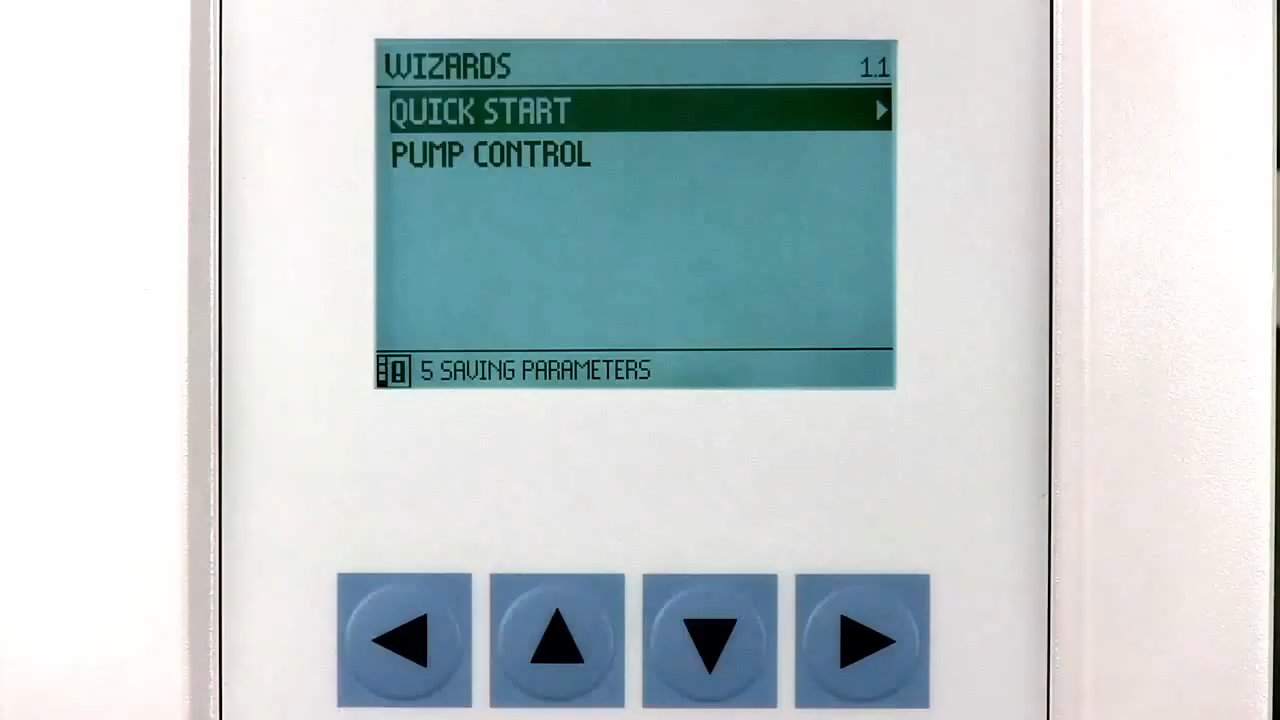 WIZARDS 1.1
QUICK START
PUMP CONTROL
5 SAVING PARAMETERS